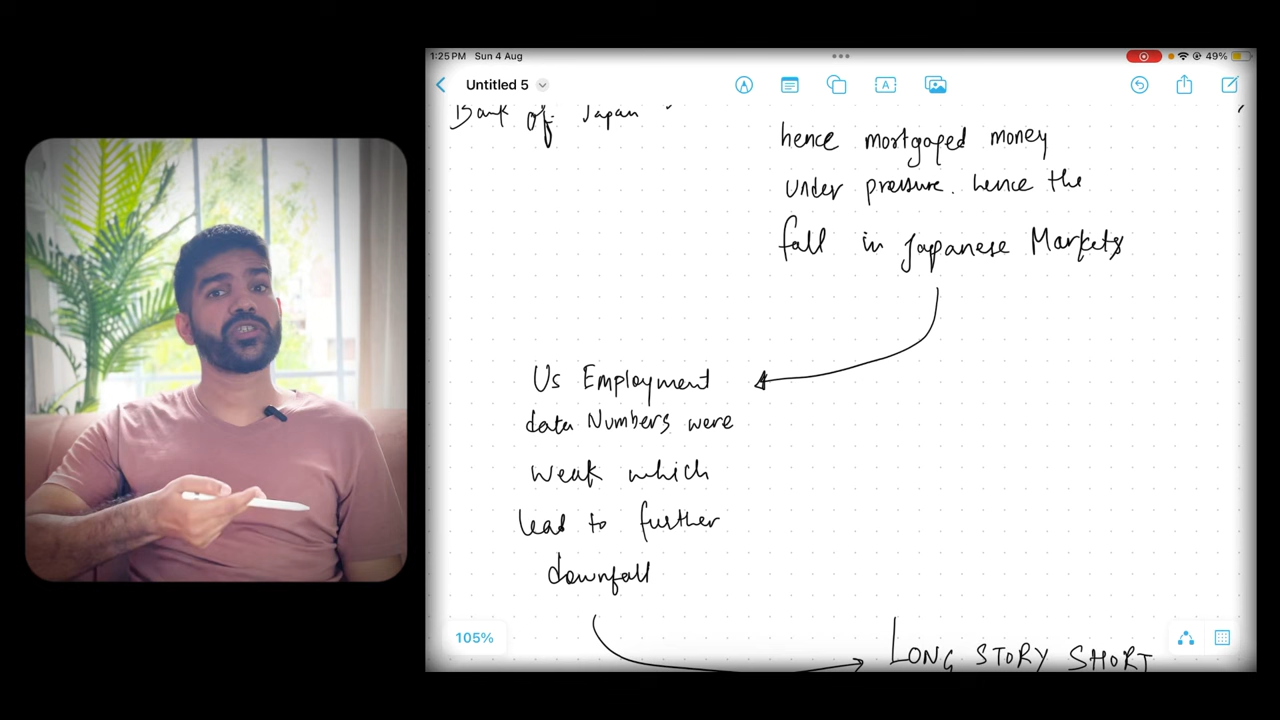 1:25 PM Sun 4 Aug
49%
Untitled 5
A
Bank of Japan
hence mortgaged money
under pressure. hence the
fall in Japanese Markets
Us Employment
data Numbers were
weak which
lead to further
downfall
105%
LONG STORY SHORT